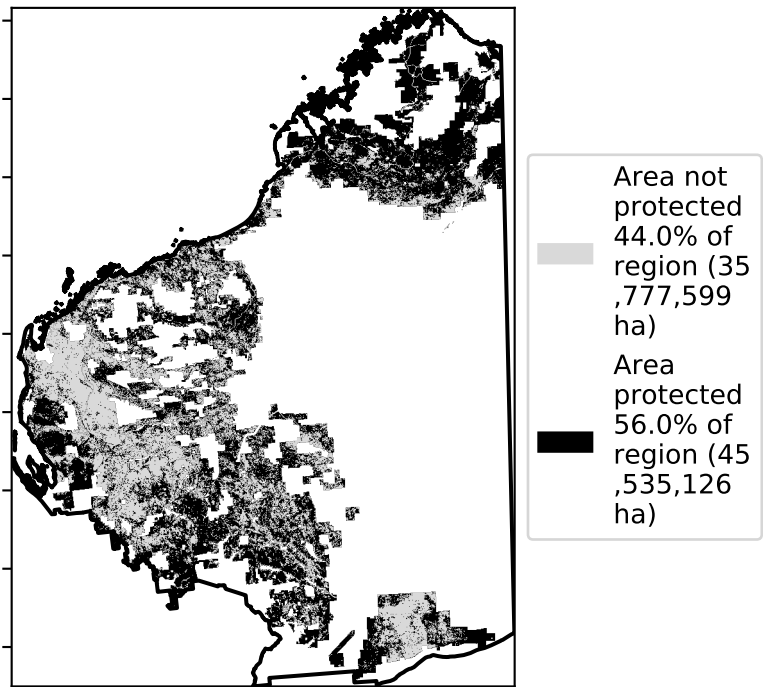 Area not
protected
44.0% of
region (35
,777,599
ha)
Area
protected
56.0% of
region (45
,535,126
ha)